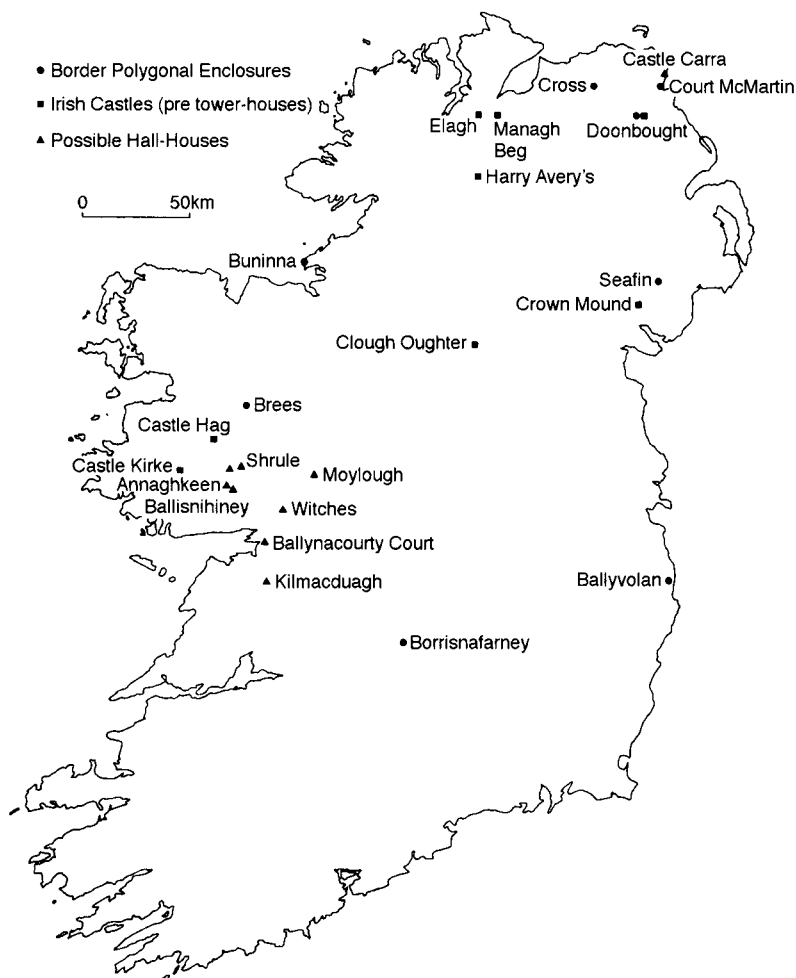 Border Polygonal Enclosures
Irish Castles (pre tower-houses)
Possible Hall-Houses
0 50km
Castle Carra
Cross
Court McMartin
Elagh
Managh
Beg
Doonbought
Harry Avery's
Buninna
Seafin
Crown Mound
Clough Oughter
Brees
Castle Hag
Shrule
Castle Kirke
Moylough
Annaghkeen
Ballisnihiney
Witches
Ballynacourty Court
Kilmacduagh
Ballyvolan
Borrisnafarney